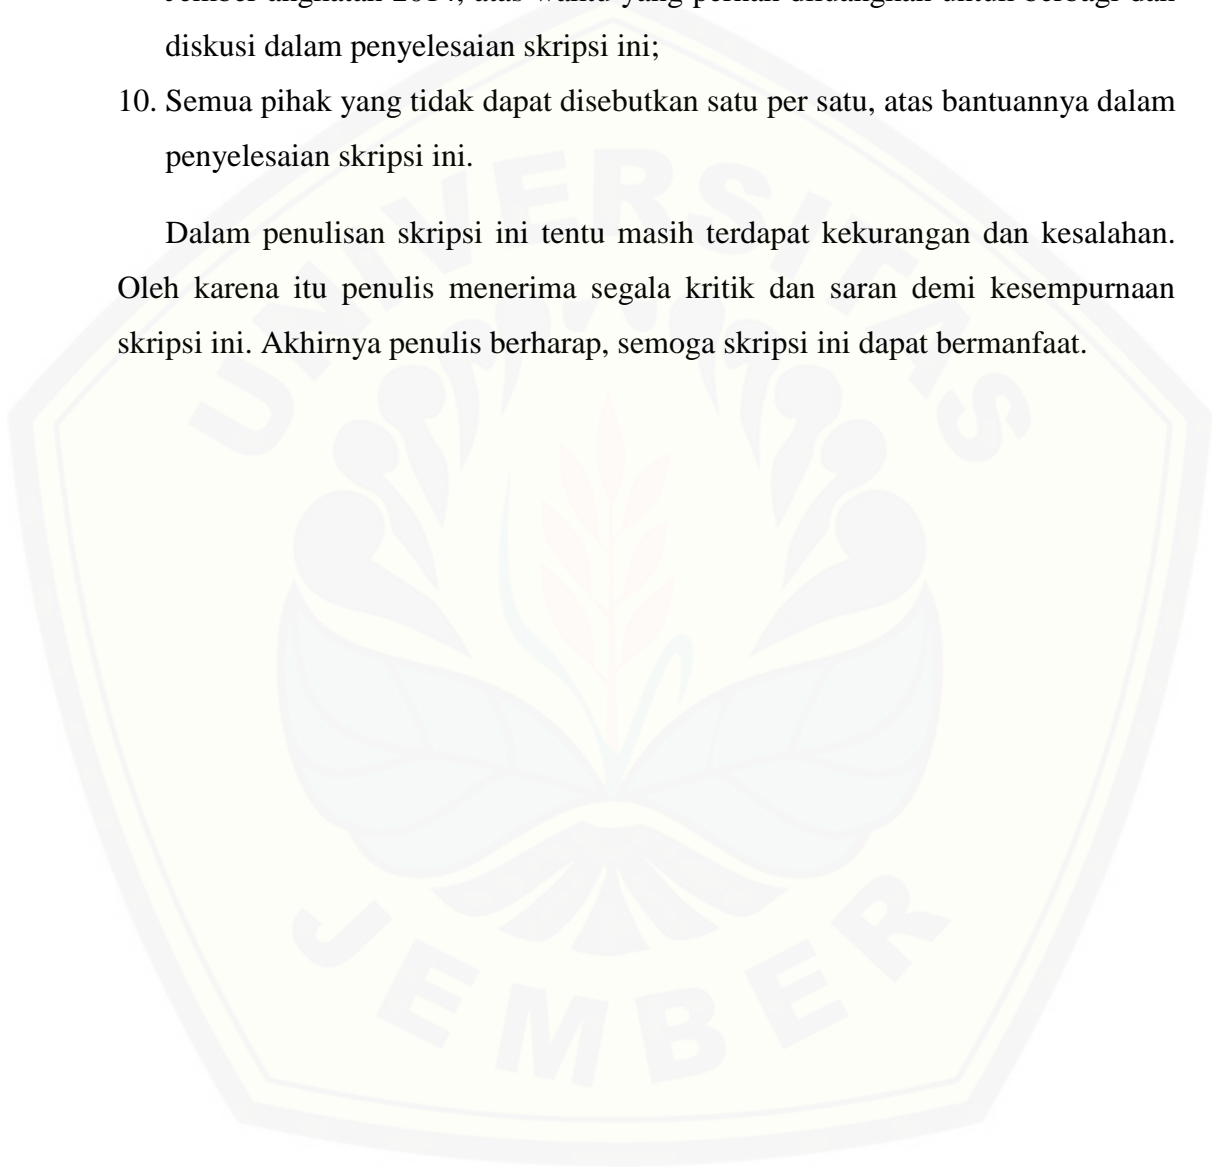 diskusi dalam penyelesaian skripsi ini;
10. Semua pihak yang tidak dapat disebutkan satu per satu, atas bantuannya dalam
penyelesaian skripsi ini.
Dalam penulisan skripsi ini tentu masih terdapat kekurangan dan kesalahan.
Oleh karena itu penulis menerima segala kritik dan saran demi kesempurnaan
skripsi ini. Akhirnya penulis berharap, semoga skripsi ini dapat bermanfaat.
UNIVERSITAS
JEMBER